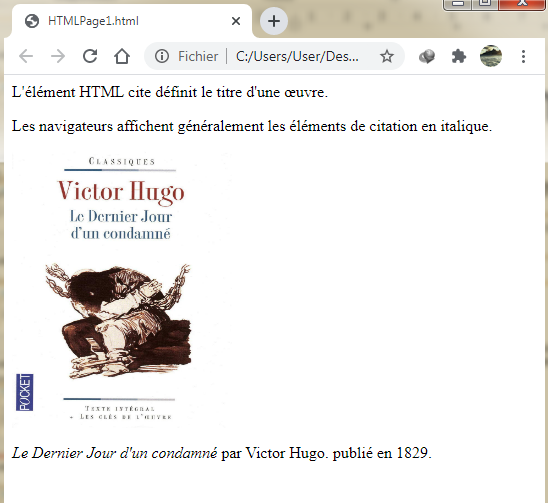 HTMLPage1.html
Fichier
C:/Users/User/Des...
L'élément HTML cite définit le titre d'une œuvre.
Les navigateurs affichent généralement les éléments de citation en italique.
CLASSIQUES
Victor Hugo
Le Dernier Jour
d'un condamné
POCKET
TEXTE INTÉGRAL
+ LES CLÉS DE L'ŒUVRE
Le Dernier Jour d'un condamné par Victor Hugo. publié en 1829.